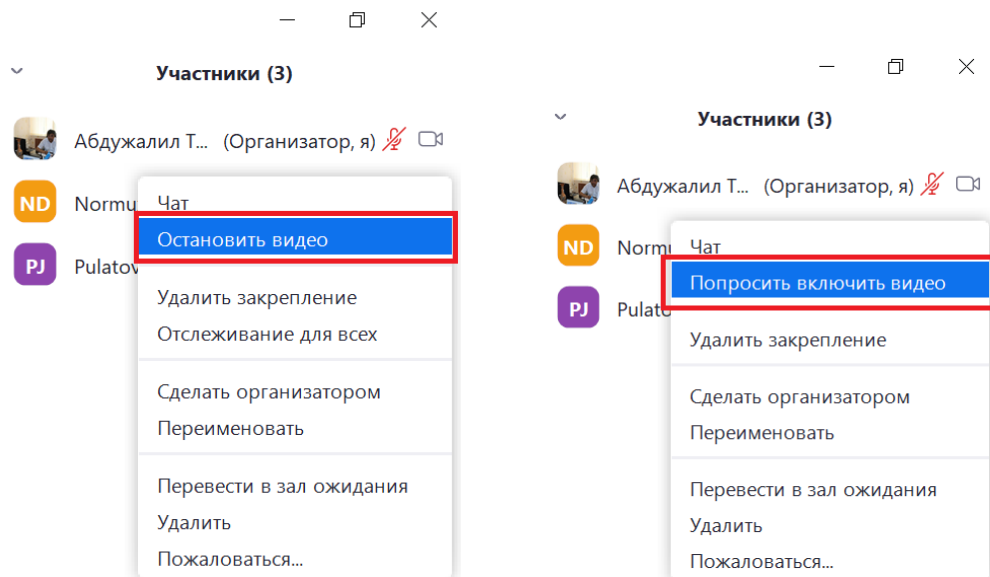 Участники (3)
Абдужалил Т... (Организатор, я)
ND Normu
PJ Pulatov
Чат
Остановить видео
Удалить закрепление
Отслеживание для всех
Сделать организатором
Переименовать
Перевести в зал ожидания
Удалить
Пожаловаться...
Участники (3)
Абдужалил Т... (Организатор, я)
ND Normu
PJ Pulato
Чат
Попросить включить видео
Удалить закрепление
Сделать организатором
Переименовать
Перевести в зал ожидания
Удалить
Пожаловаться...